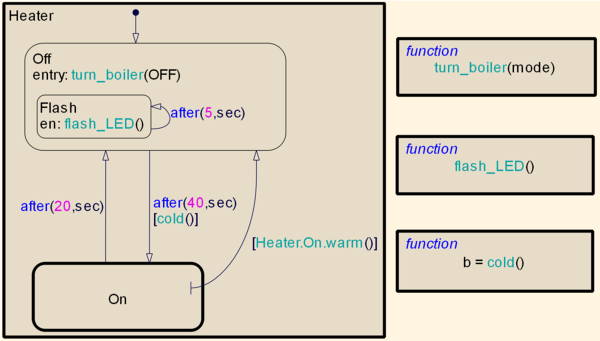 Heater
Off
entry: turn_boiler(OFF)
Flash
en: flash_LED()
after(5,sec)
after(20,sec)
after(40,sec)
[cold()]
[Heater.On.warm()]
On
function
turn_boiler(mode)
function
flash_LED()
function
b = cold()